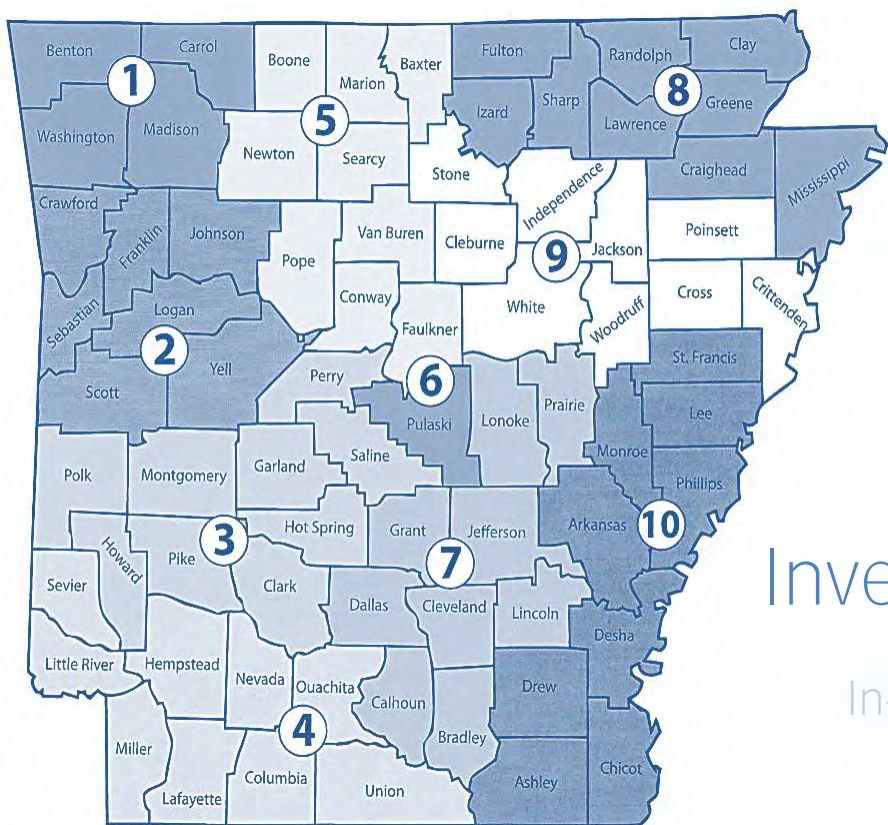 Benton
Carrol
Boone
Marion
Baxter
Fulton
Randolph
Clay
1
5
8
Izard
Sharp
Greene
Lawrence
Washington
Madison
Newton
Searcy
Stone
Independence
Craighead
Mississippi
Crawford
Franklin
Johnson
Pope
Van Buren
Cleburne
9
Jackson
Poinsett
Sebastian
Logan
Conway
White
Woodruff
Cross
Crittenden
2
Faulkner
Scott
Yell
Perry
6
Pulaski
Lonoke
Prairie
St. Francis
Lee
Monroe
Polk
Montgomery
Garland
Saline
Phillips
3
Howard
Pike
Hot Spring
Grant
Jefferson
Arkansas
10
7
Sevier
Clark
Dallas
Cleveland
Lincoln
Desha
Inve
Little River
Hempstead
Nevada
Ouachita
Calhoun
Bradley
Drew
In-
4
Miller
Lafayette
Columbia
Union
Ashley
Chicot